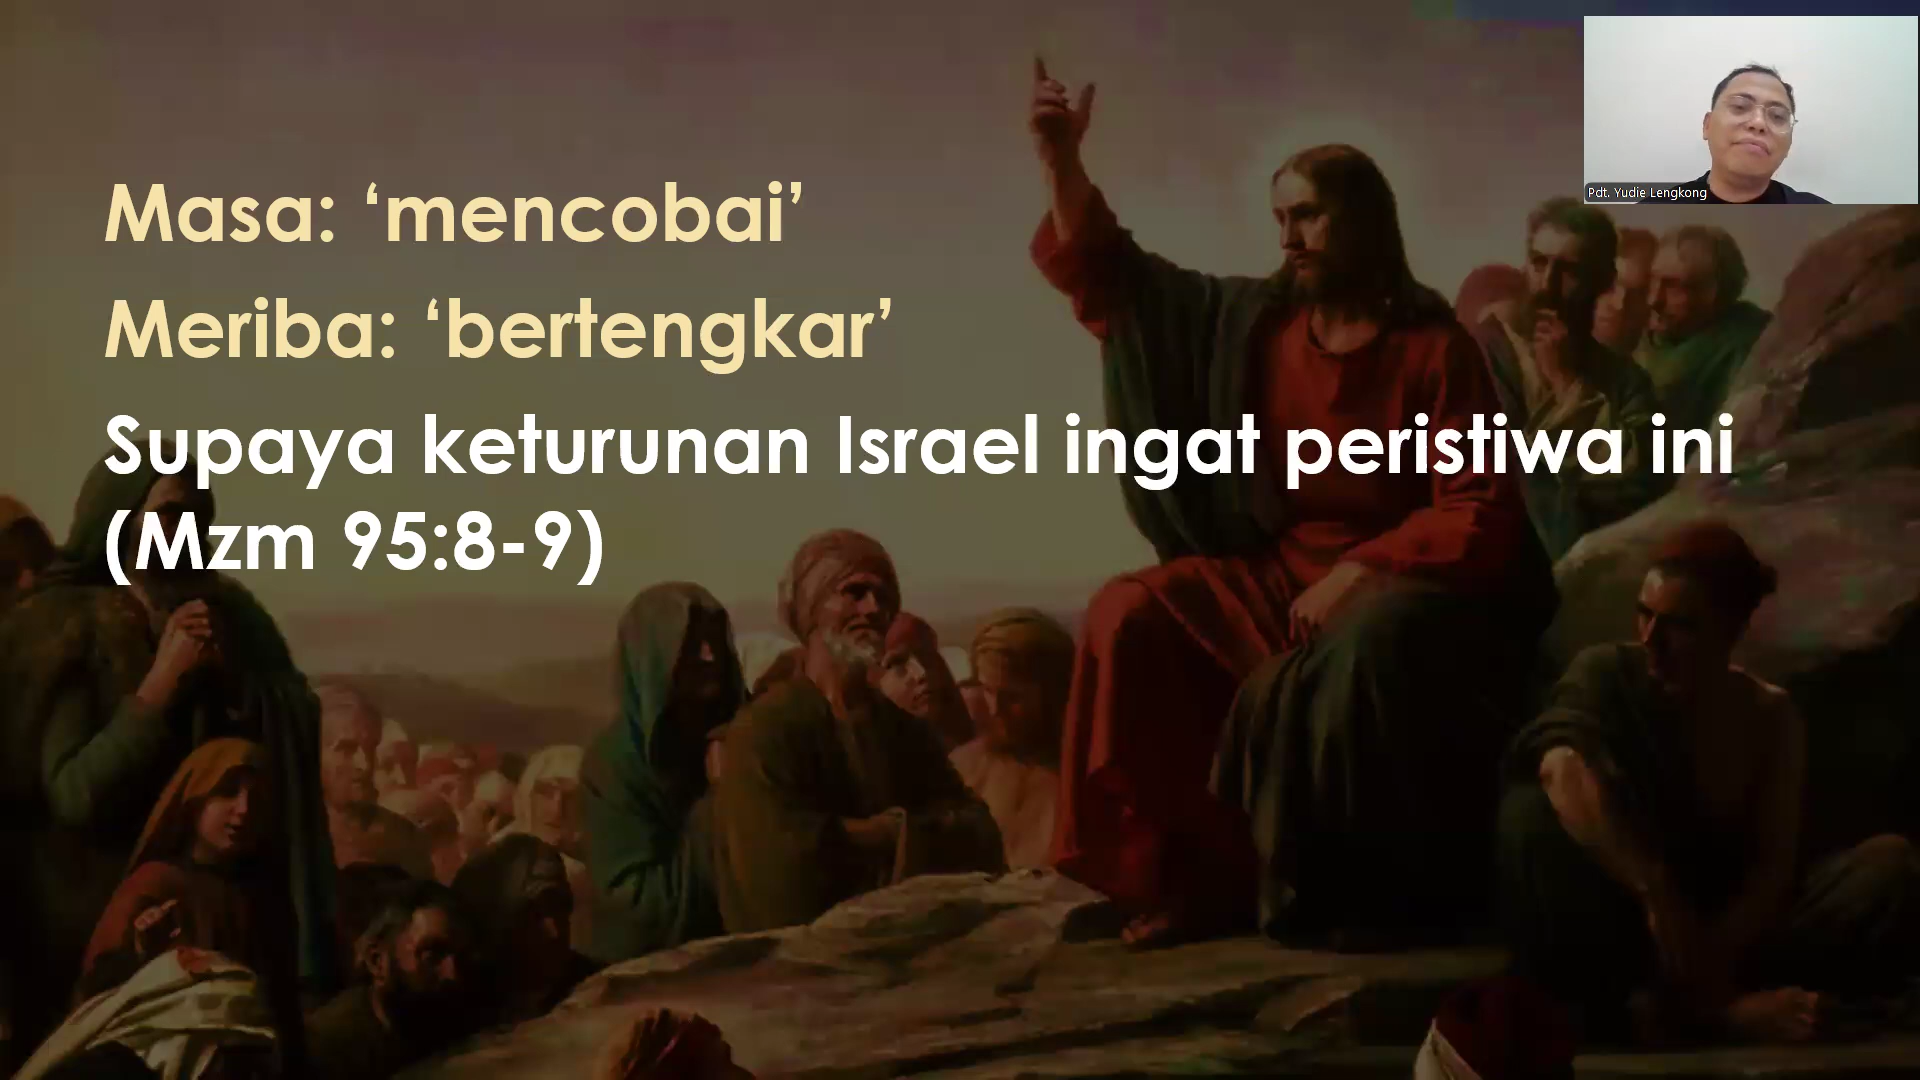 Masa: ‘mencobai’
Meriba: ‘bertengkar’
Supaya keturunan Israel ingat peristiwa ini
(Mzm 95:8-9)
Pdt. Yudie Lengkong